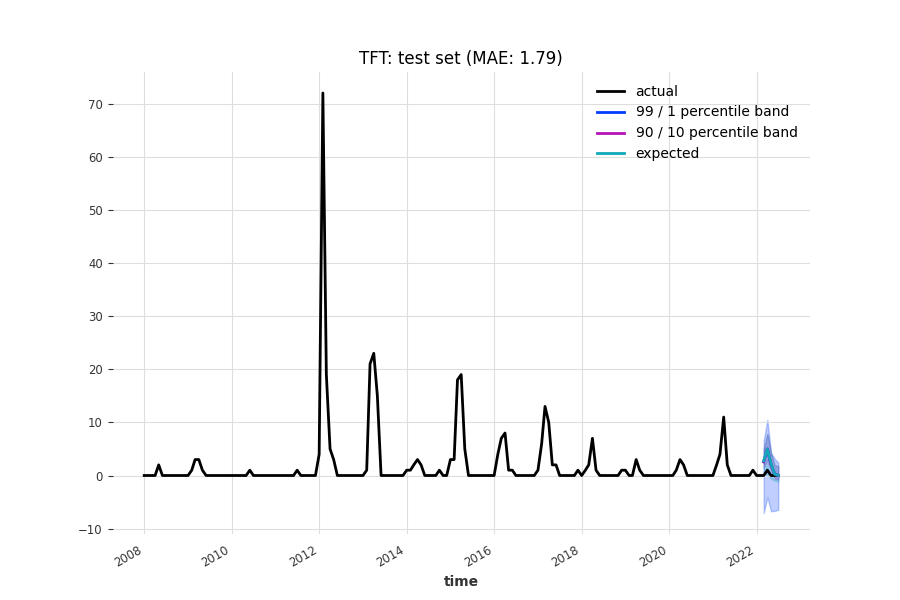 TFT: test set (MAE: 1.79)
actual
99 / 1 percentile band
90 / 10 percentile band
expected
70
60
50
40
30
20
10
0
−10
2008
2010
2012
2014
2016
2018
2020
2022
time